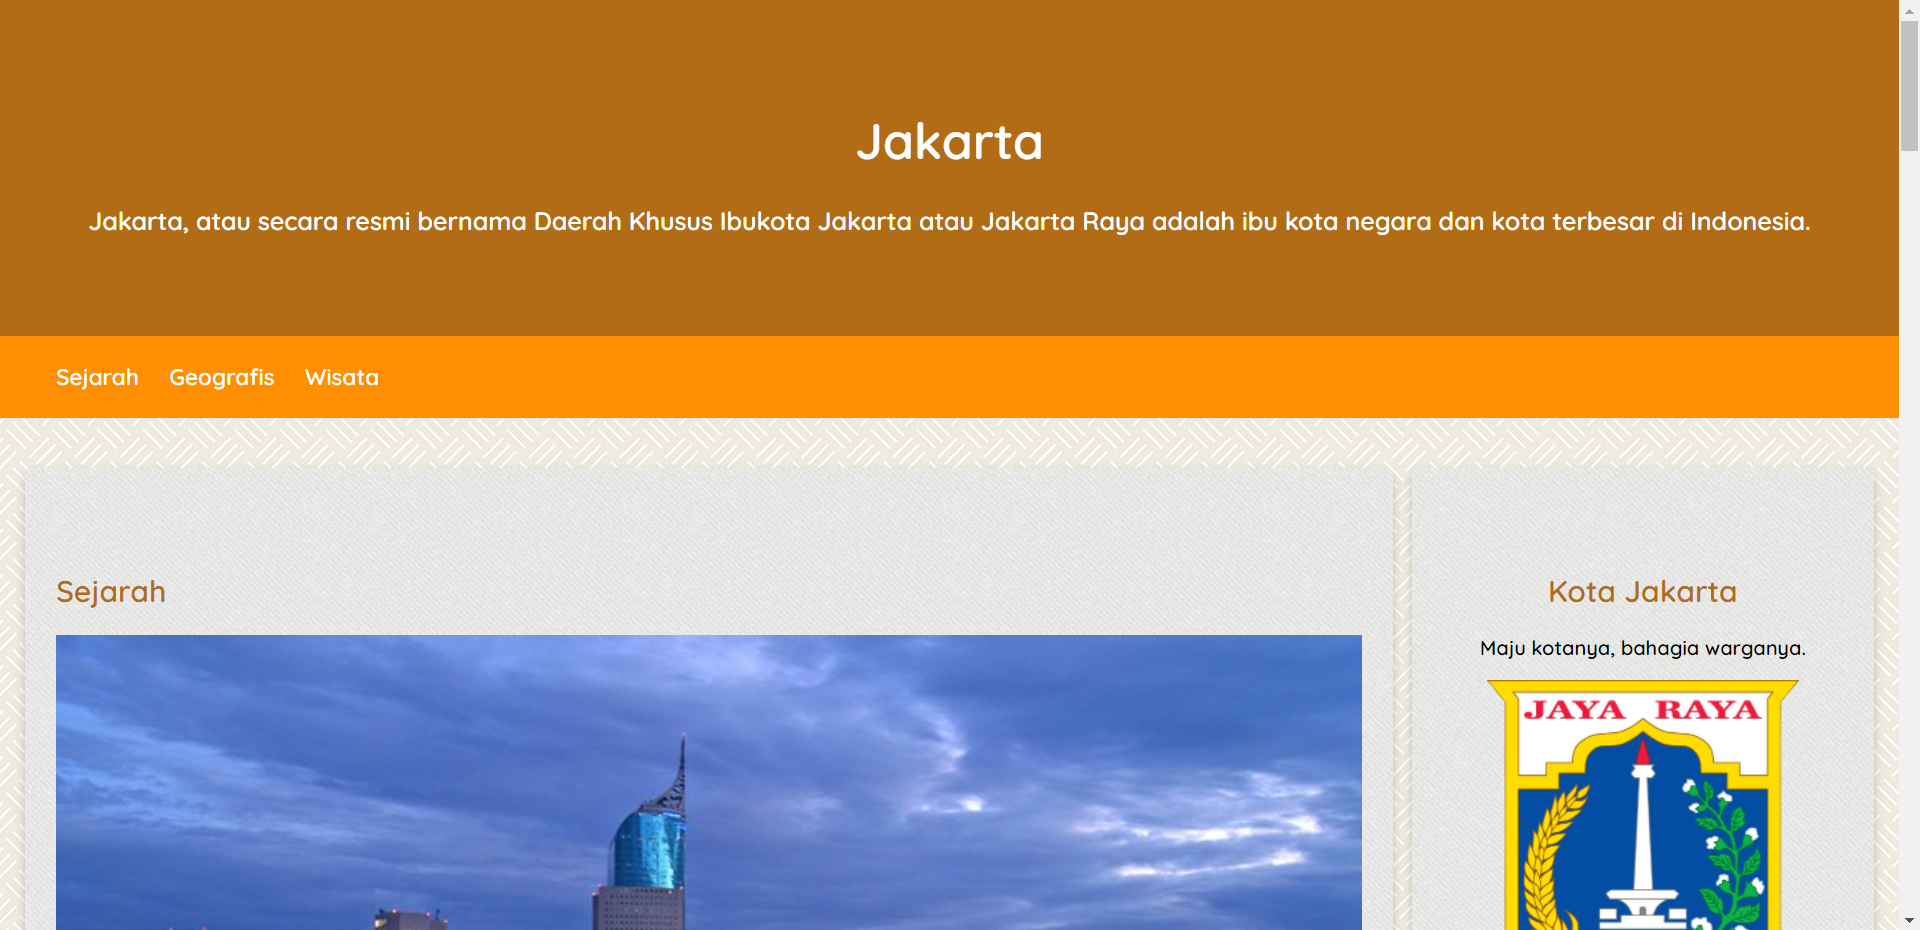 Jakarta
Jakarta, atau secara resmi bernama Daerah Khusus Ibukota Jakarta atau Jakarta Raya adalah ibu kota negara dan kota terbesar di Indonesia.
Sejarah Geografis Wisata
Sejarah
Kota Jakarta
Maju kotanya, bahagia warganya.
JAYA RAYA